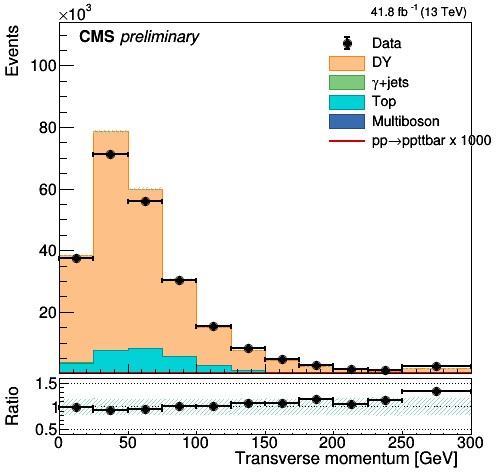 ×10³
41.8 fb⁻¹ (13 TeV)
CMS preliminary
Events
Data
DY
γ+jets
Top
Multiboson
pp→ppttbar x 1000
100
80
60
40
20
Ratio
1.5
1
0.5
0 50 100 150 200 250 300
Transverse momentum [GeV]